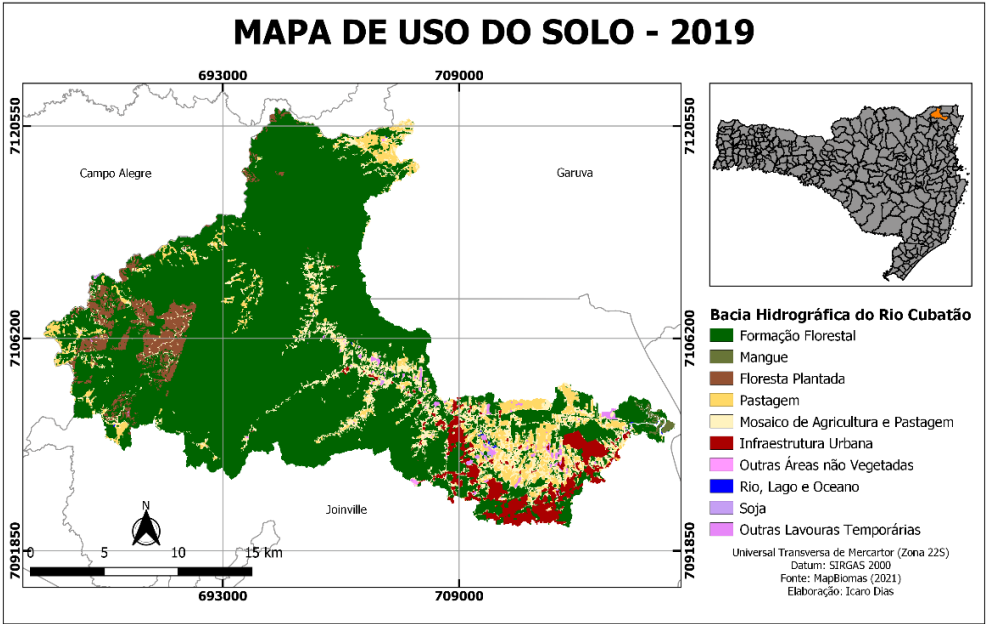 MAPA DE USO DO SOLO - 2019
693000
709000
7120550
7120550
Campo Alegre
Garuva
7106200
7106200
Joinville
N
0 5 10 15 km
7091850
7091850
693000
709000
Bacia Hidrográfica do Rio Cubatão
Formação Florestal
Mangue
Floresta Plantada
Pastagem
Mosaico de Agricultura e Pastagem
Infraestrutura Urbana
Outras Áreas não Vegetadas
Rio, Lago e Oceano
Soja
Outras Lavouras Temporárias
Universal Transversa de Mercartor (Zona 22S)
Datum: SIRGAS 2000
Fonte: MapBiomas (2021)
Elaboração: Icaro Dias